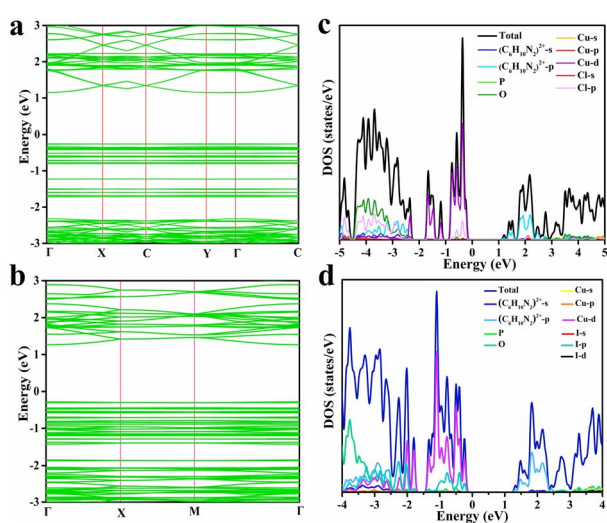 a
Energy (eV)
3
2
1
0
-1
-2
-3
Γ X C Y Γ C
b
Energy (eV)
3
2
1
0
-1
-2
-3
Γ X M Γ
c
DOS (states/eV)
Total
(C₆H₁₀N₂)²⁺-s
(C₆H₁₀N₂)²⁺-p
P
O
Cu-s
Cu-p
Cu-d
Cl-s
Cl-p
-5 -4 -3 -2 -1 0 1 2 3 4 5
Energy (eV)
d
DOS (states/eV)
Total
(C₆H₁₀N₂)²⁺-s
(C₆H₁₀N₂)²⁺-p
P
O
Cu-s
Cu-p
Cu-d
I-s
I-p
I-d
-4 -3 -2 -1 0 1 2 3 4
Energy (eV)